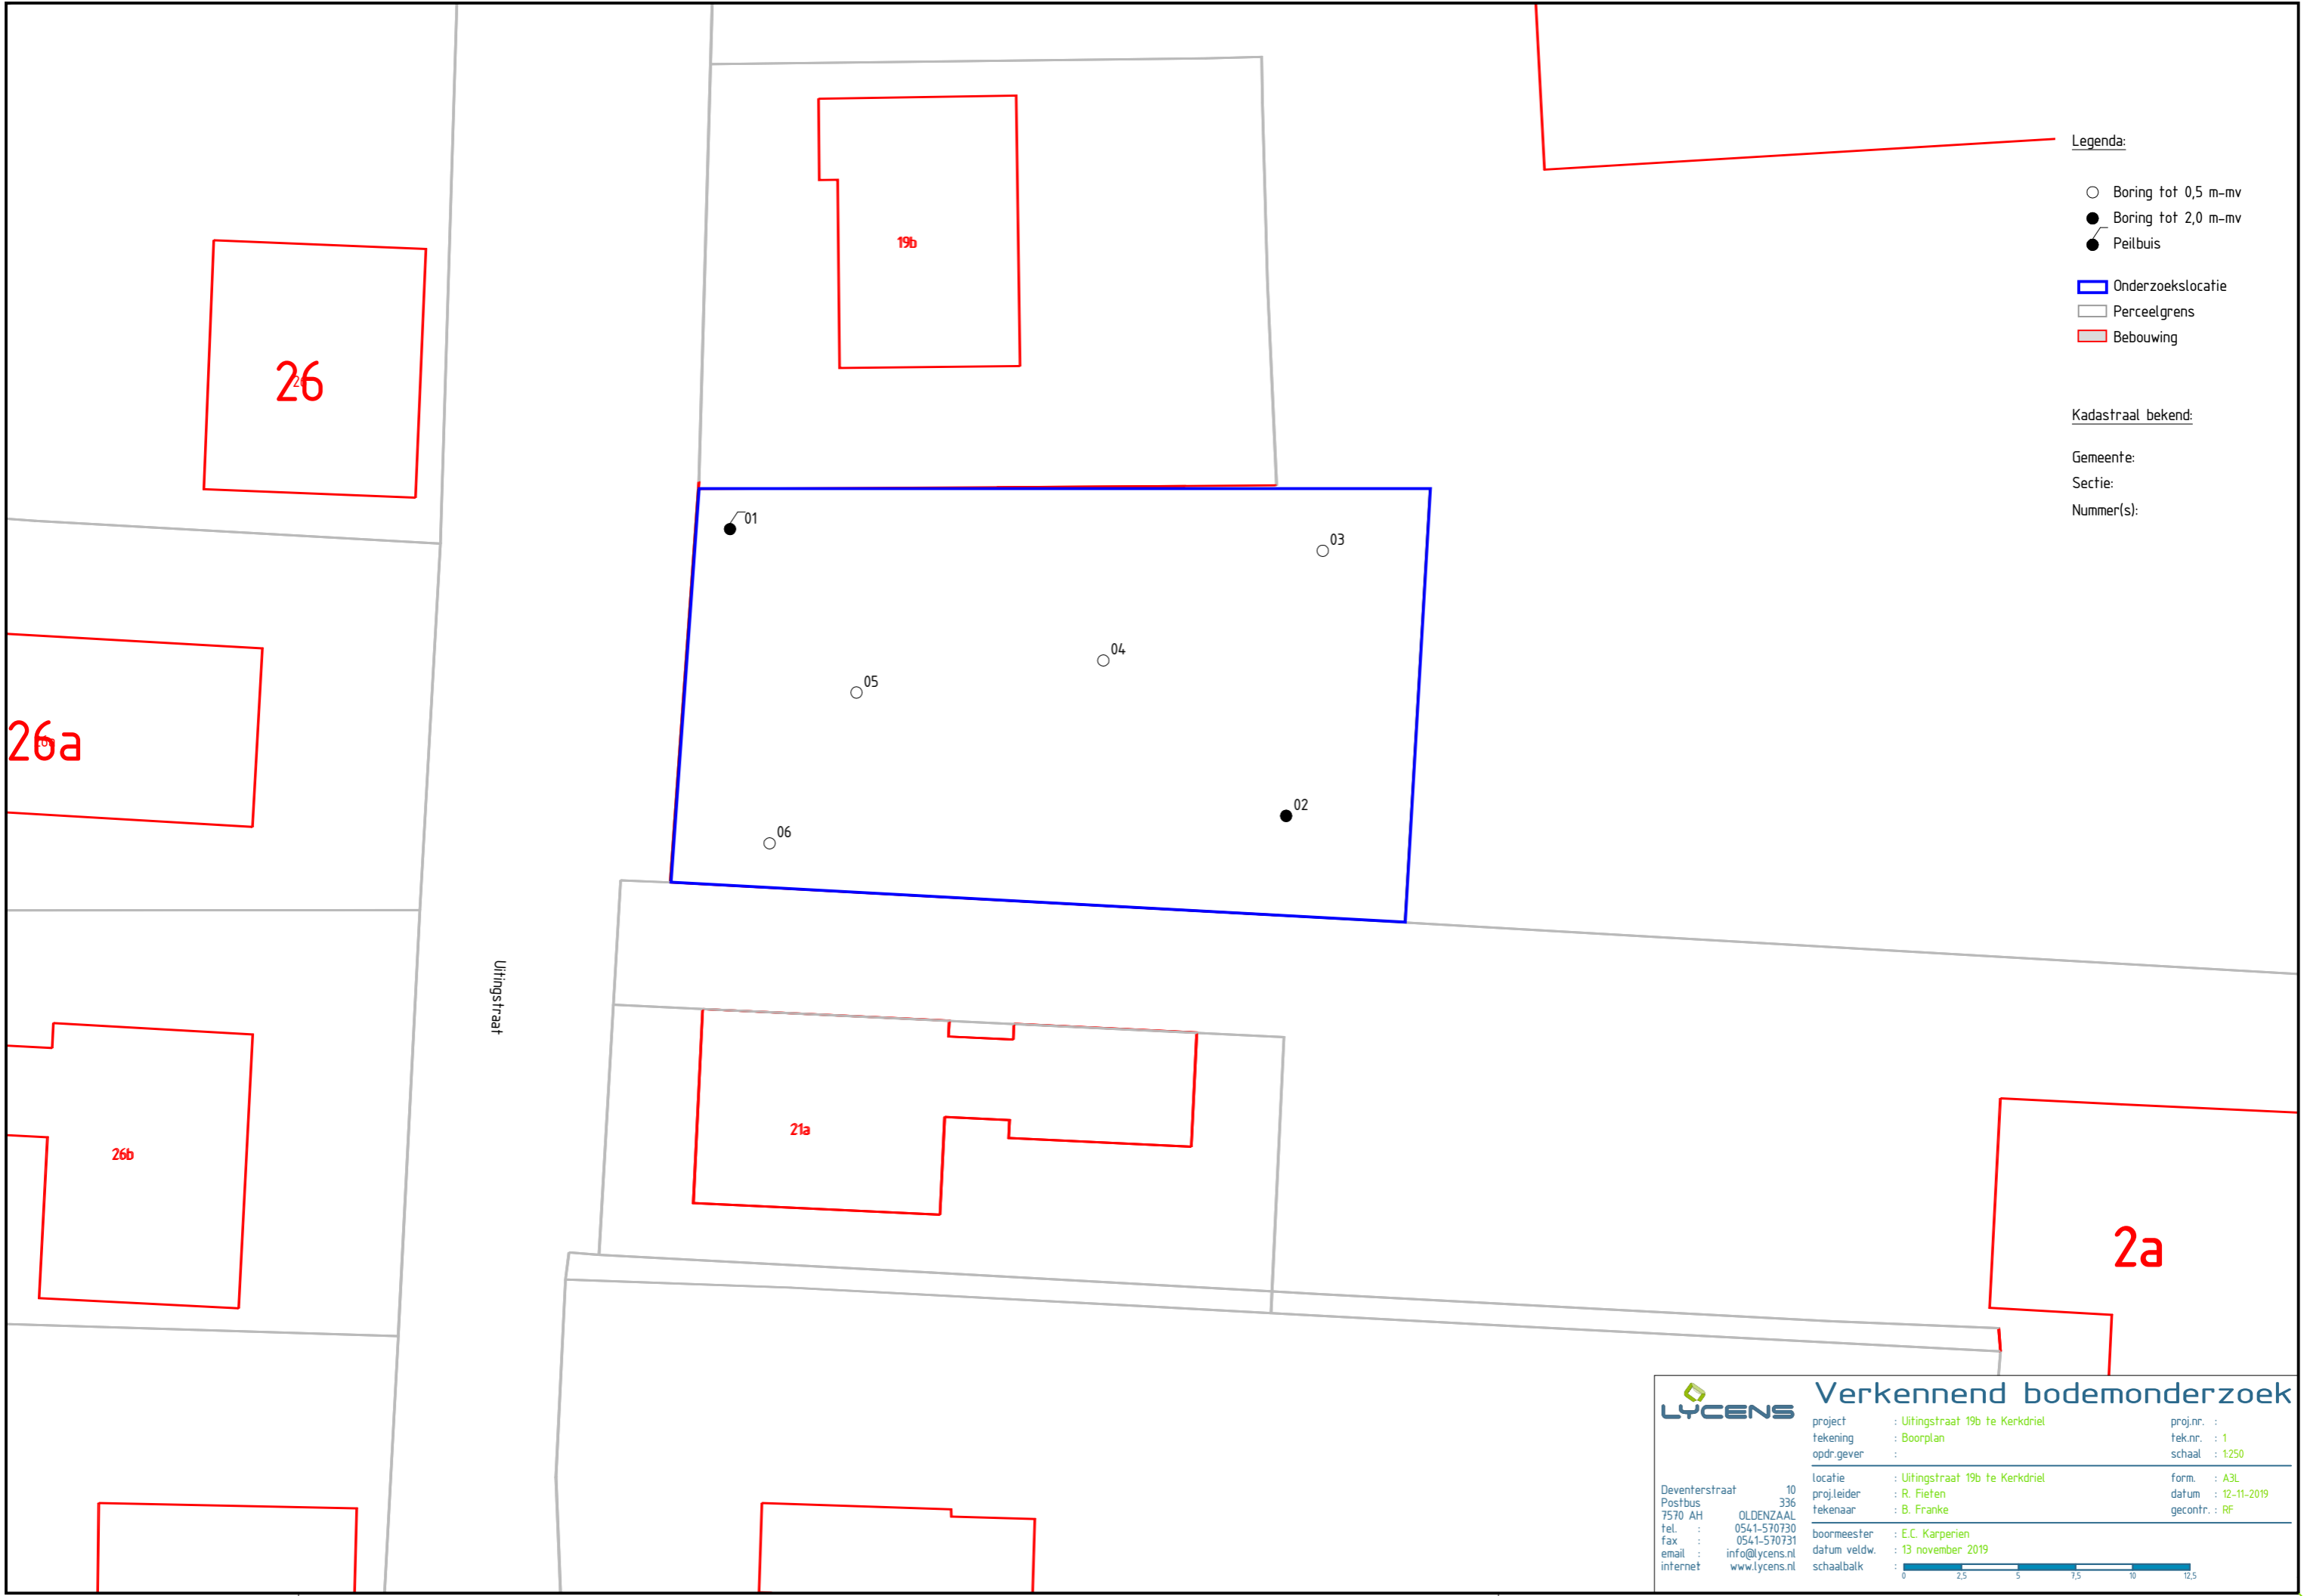 Legenda:
Boring tot 0,5 m-mv
Boring tot 2,0 m-mv
Peilbuis
Onderzoekslocatie
Perceelgrens
Bebouwing
Kadastraal bekend:
Gemeente:
Sectie:
Nummer(s):
19b
26
26
01
03
04
05
26a
02
06
Uitingstraat
21a
26b
2a
LYCENS
Verkennend bodemonderzoek
project : Uitingstraat 19b te Kerkdriel proj.nr. :
tekening : Boorplan tek.nr. : 1
opdr.gever : schaal : 1:250
locatie : Uitingstraat 19b te Kerkdriel form. : A3L
proj.leider : R. Fieten datum : 12-11-2019
tekenaar : B. Franke gecontr. : RF
boormeester : E.C. Karperien
datum veldw. : 13 november 2019
schaalbalk :
0 2,5 5 7,5 10 12,5
Deventerstraat 10
Postbus 336
7570 AH OLDENZAAL
tel. : 0541-570730
fax : 0541-570731
email : info@lycens.nl
internet www.lycens.nl